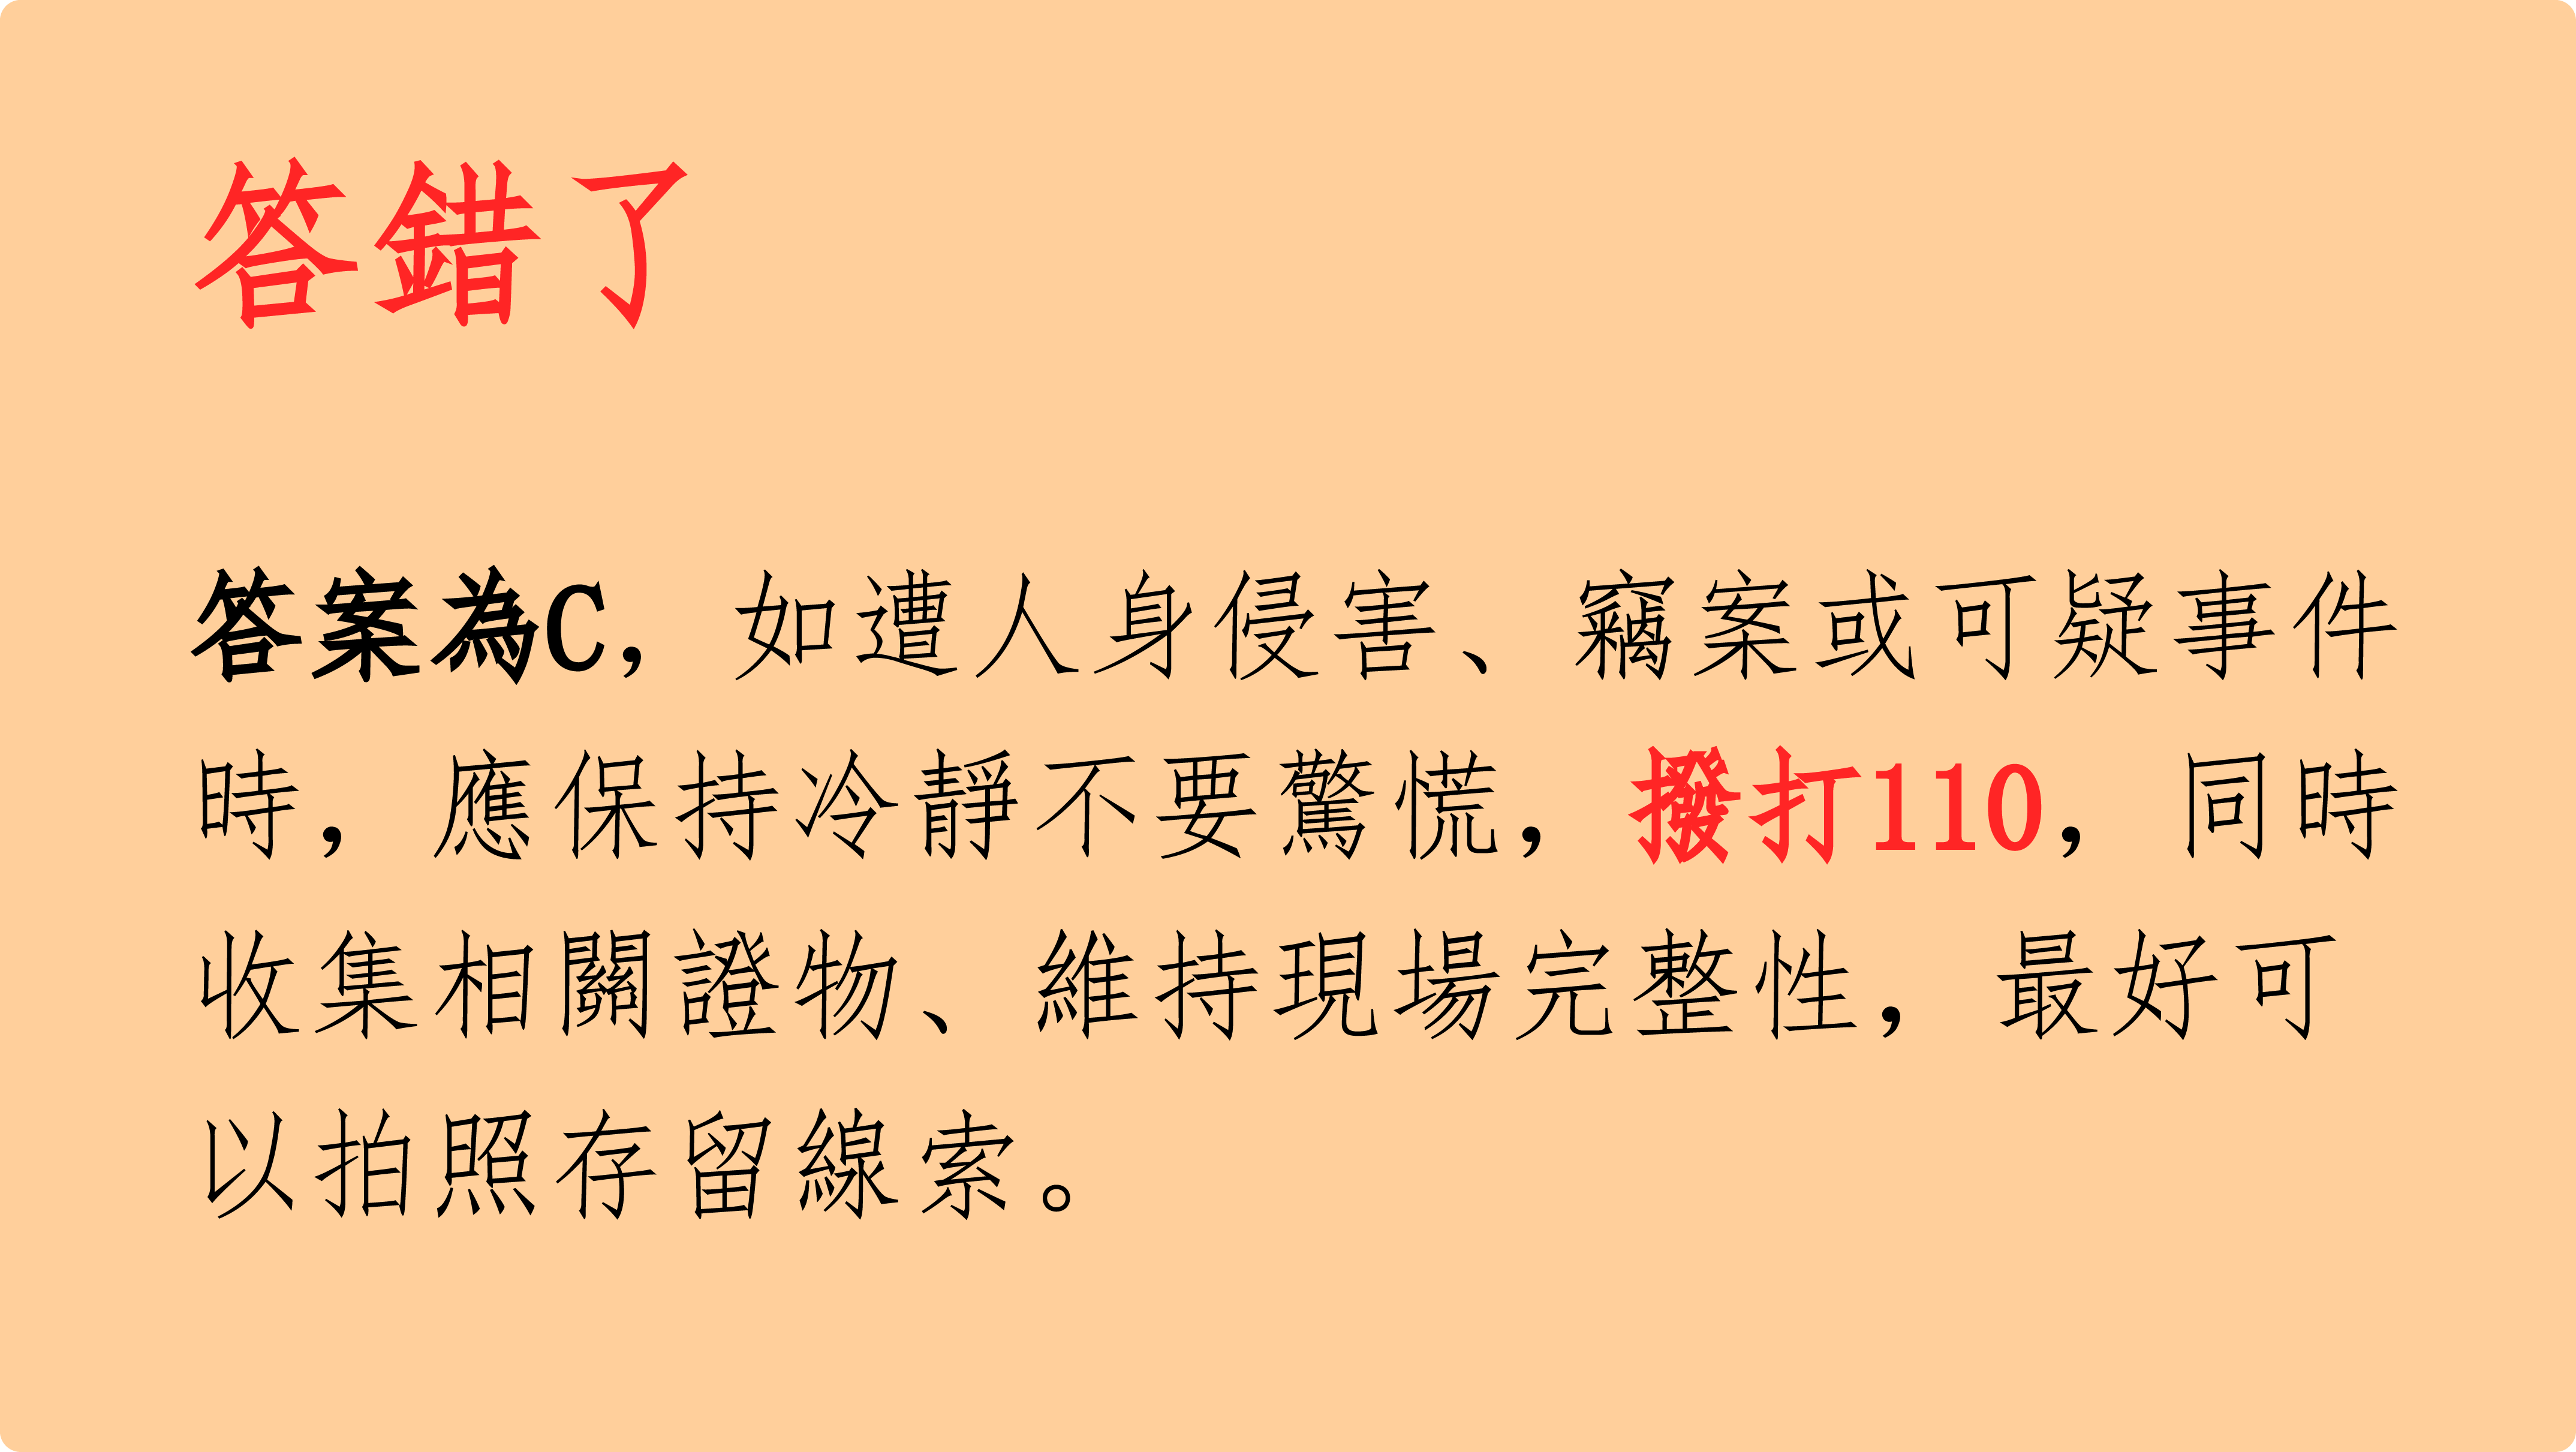 答錯了
答案為C，如遭人身侵害、竊案或可疑事件
時，應保持冷靜不要驚慌，撥打110，同時
收集相關證物、維持現場完整性，最好可
以拍照存留線索。